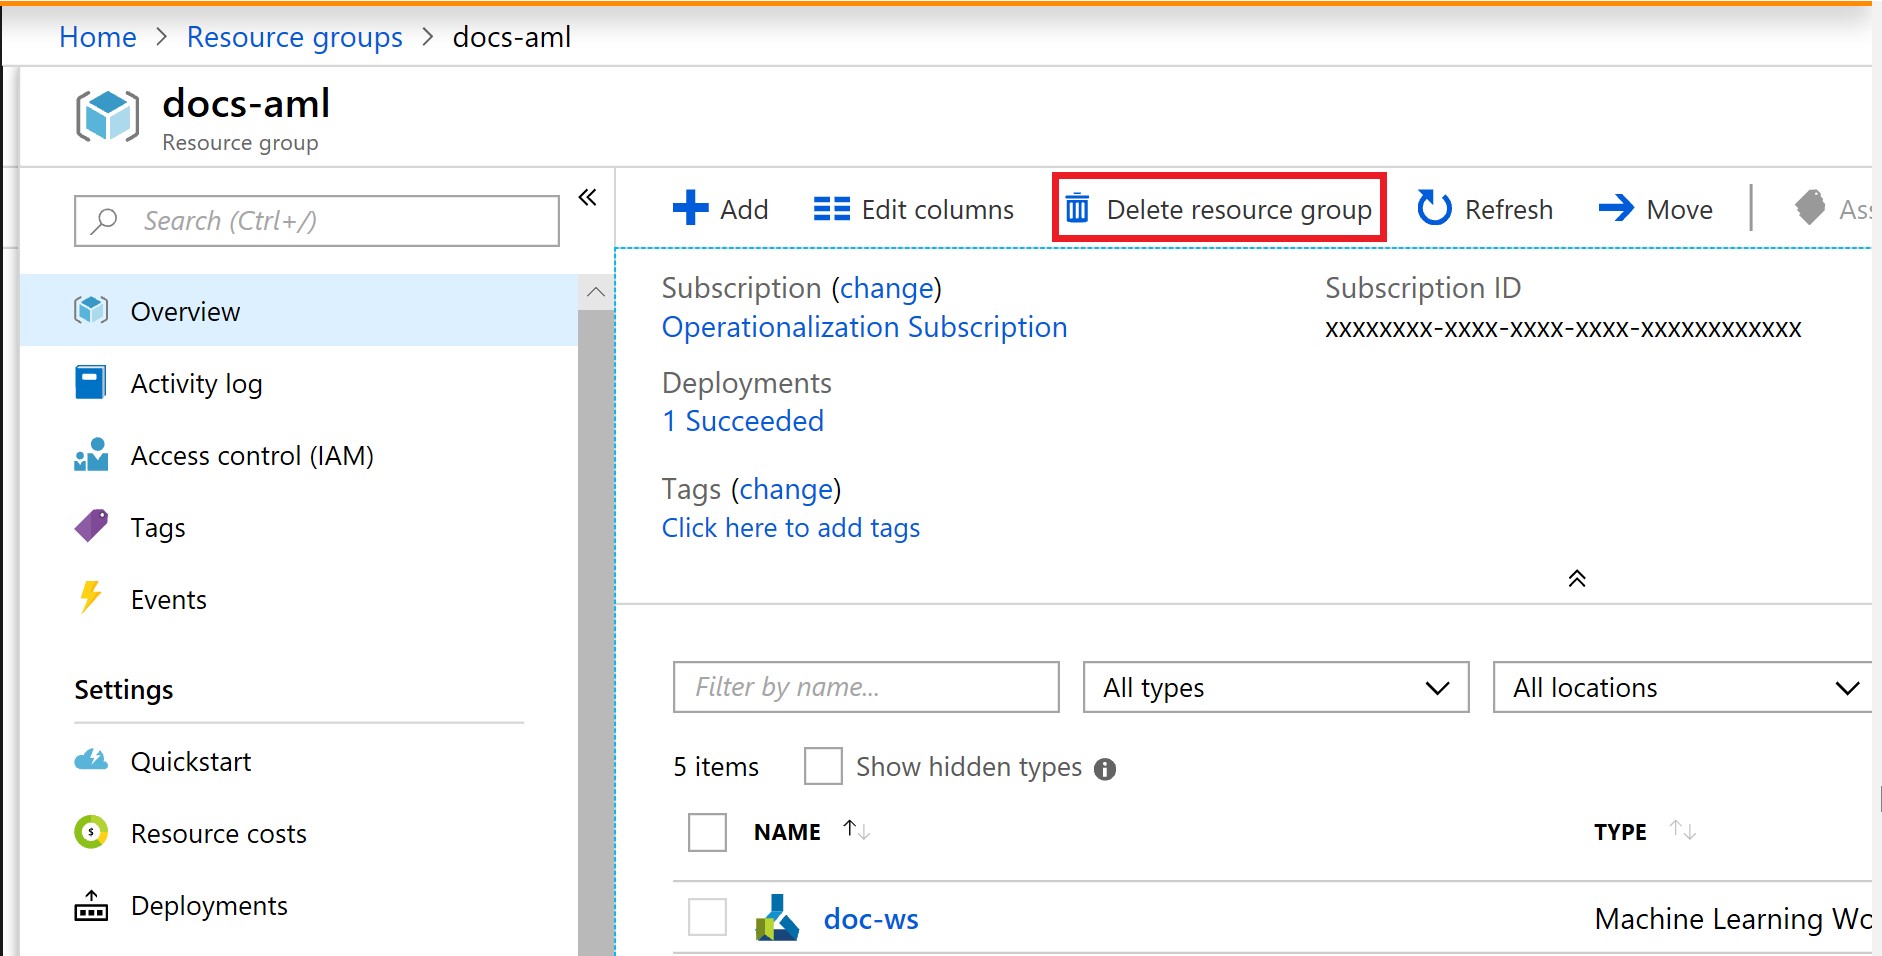 Home > Resource groups > docs-aml
docs-aml
Resource group
Search (Ctrl+/)
Overview
Activity log
Access control (IAM)
Tags
Events
Settings
Quickstart
Resource costs
Deployments
Add Edit columns Delete resource group Refresh Move
Subscription (change)
Operationalization Subscription
Subscription ID
xxxxxxxx-xxxx-xxxx-xxxx-xxxxxxxxxxxx
Deployments
1 Succeeded
Tags (change)
Click here to add tags
Filter by name... All types All locations
5 items Show hidden types
NAME TYPE
doc-ws Machine Learning